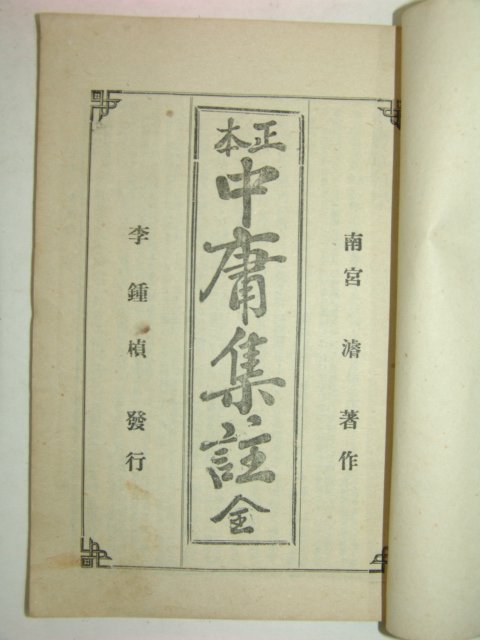 南宮濬著作
正本
中庸集註全
李鍾楨發行